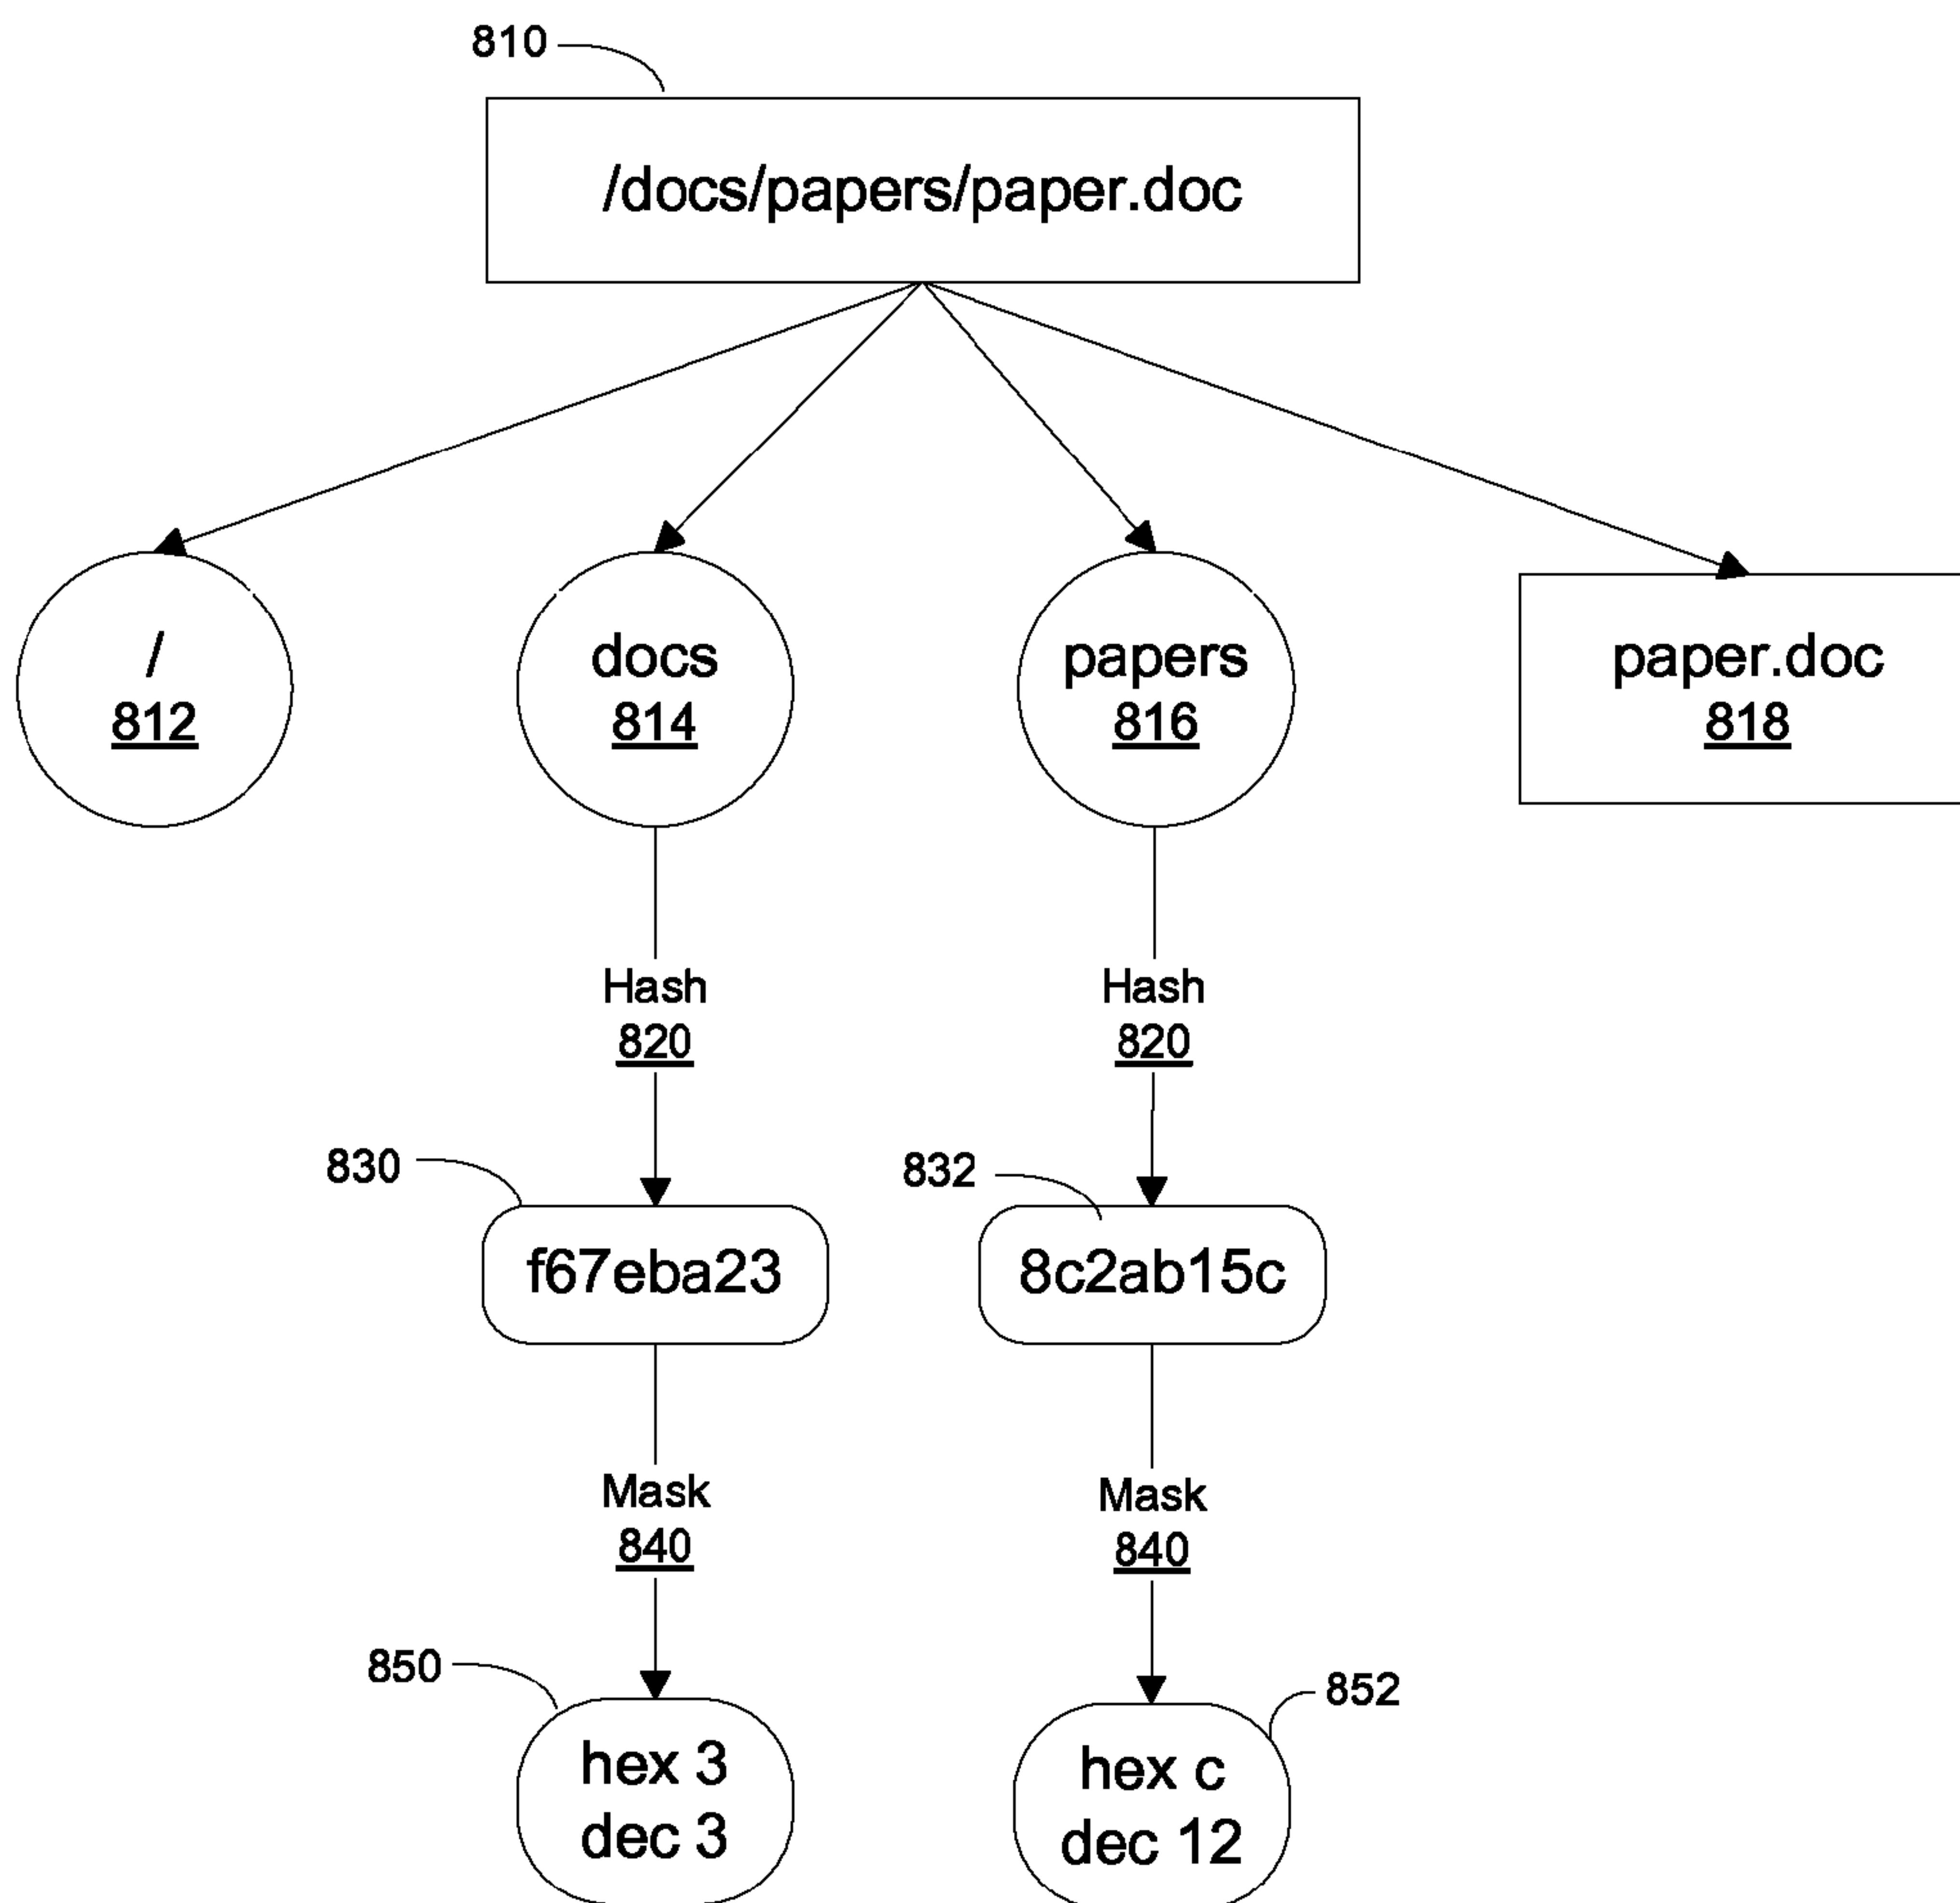 810
/docs/papers/paper.doc
/
812
docs
814
papers
816
paper.doc
818
Hash
820
Hash
820
830
f67eba23
832
8c2ab15c
Mask
840
Mask
840
850
hex 3
dec 3
852
hex c
dec 12